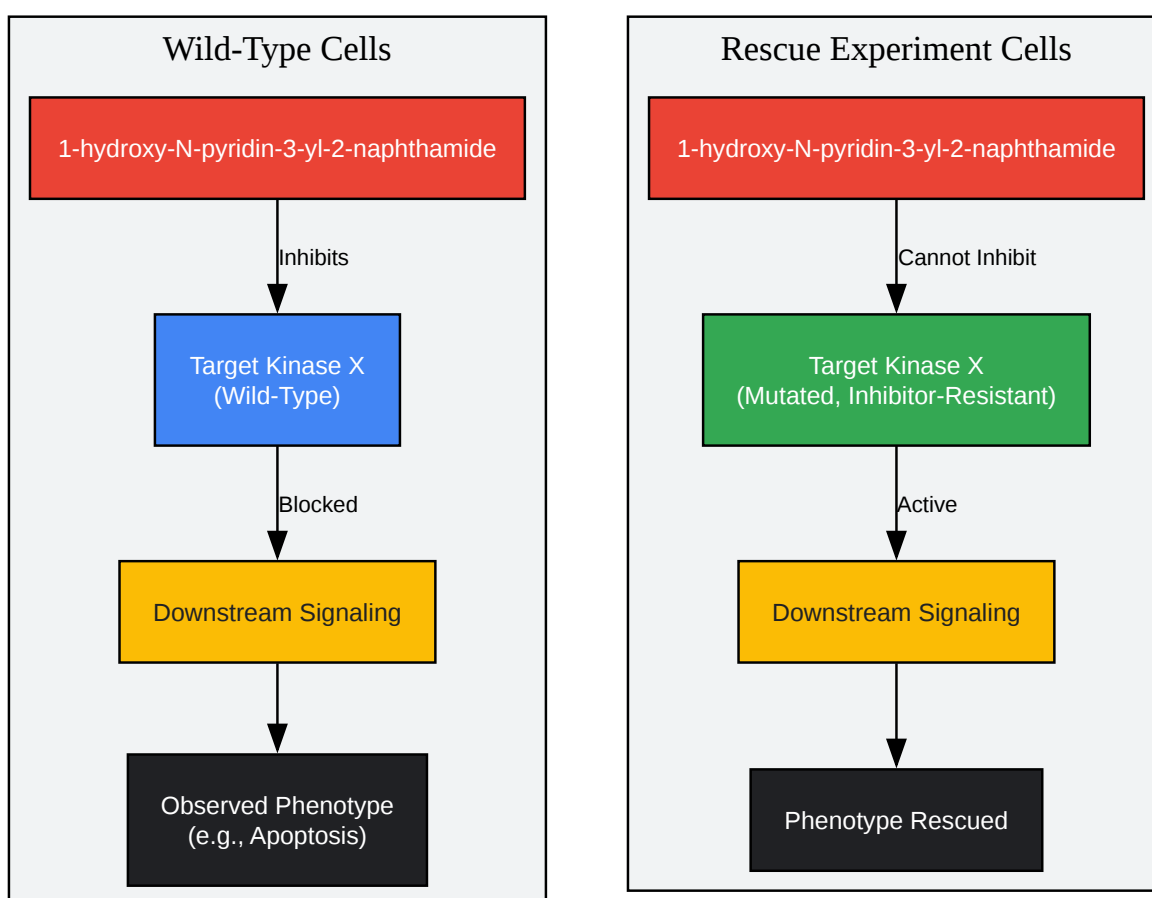 Wild-Type Cells
1-hydroxy-N-pyridin-3-yl-2-naphthamide
Inhibits
Target Kinase X
(Wild-Type)
Blocked
Downstream Signaling
Observed Phenotype
(e.g., Apoptosis)
Rescue Experiment Cells
1-hydroxy-N-pyridin-3-yl-2-naphthamide
Cannot Inhibit
Target Kinase X
(Mutated, Inhibitor-Resistant)
Active
Downstream Signaling
Phenotype Rescued